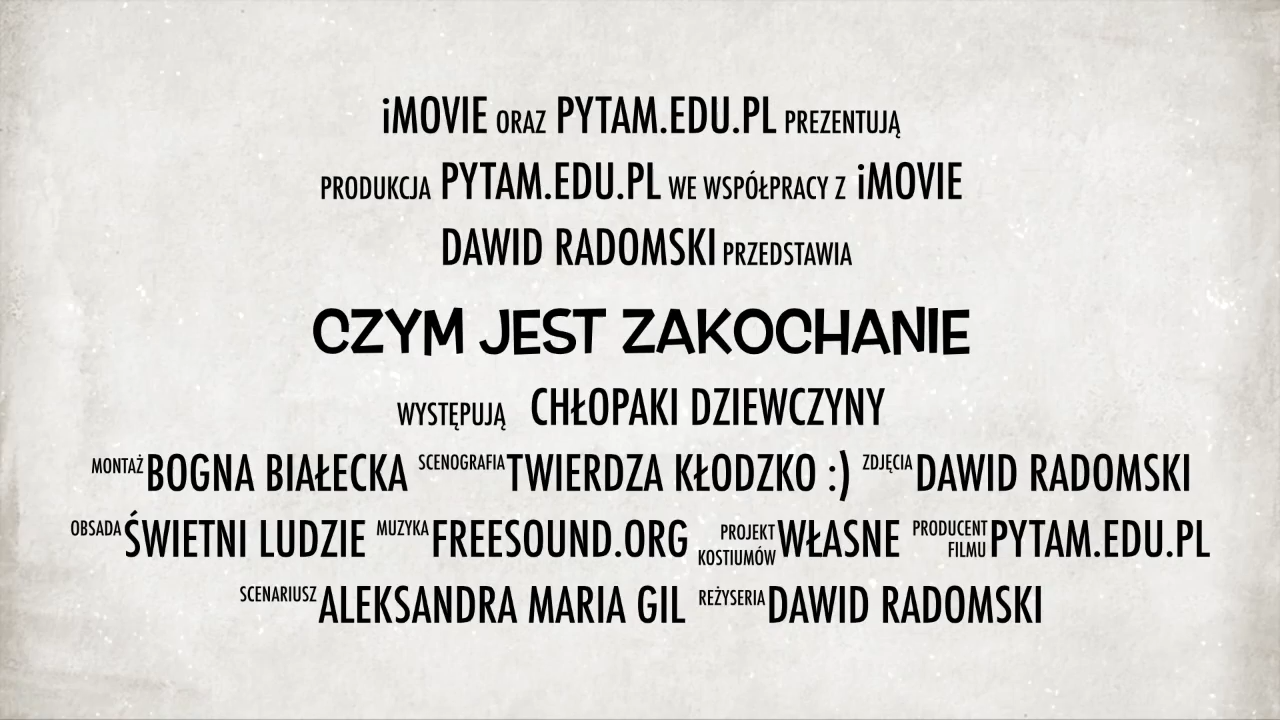 iMOVIE ORAZ PYTAM.EDU.PL PREZENTUJĄ
PRODUKCJA PYTAM.EDU.PL WE WSPÓŁPRACY Z iMOVIE
DAWID RADOMSKI PRZEDSTAWIA
CZYM JEST ZAKOCHANIE
WYSTĘPUJĄ CHŁOPAKI DZIEWCZYNY
MONTAŻ BOGNA BIAŁECKA SCENOGRAFIA TWIERDZA KŁODZKO :) ZDJĘCIA DAWID RADOMSKI
OBSADA ŚWIETNI LUDZIE MUZYKA FREESOUND.ORG PROJEKT KOSTIUMÓW WŁASNE PRODUCENT FILMU PYTAM.EDU.PL
SCENARIUSZ ALEKSANDRA MARIA GIL REŻYSERIA DAWID RADOMSKI